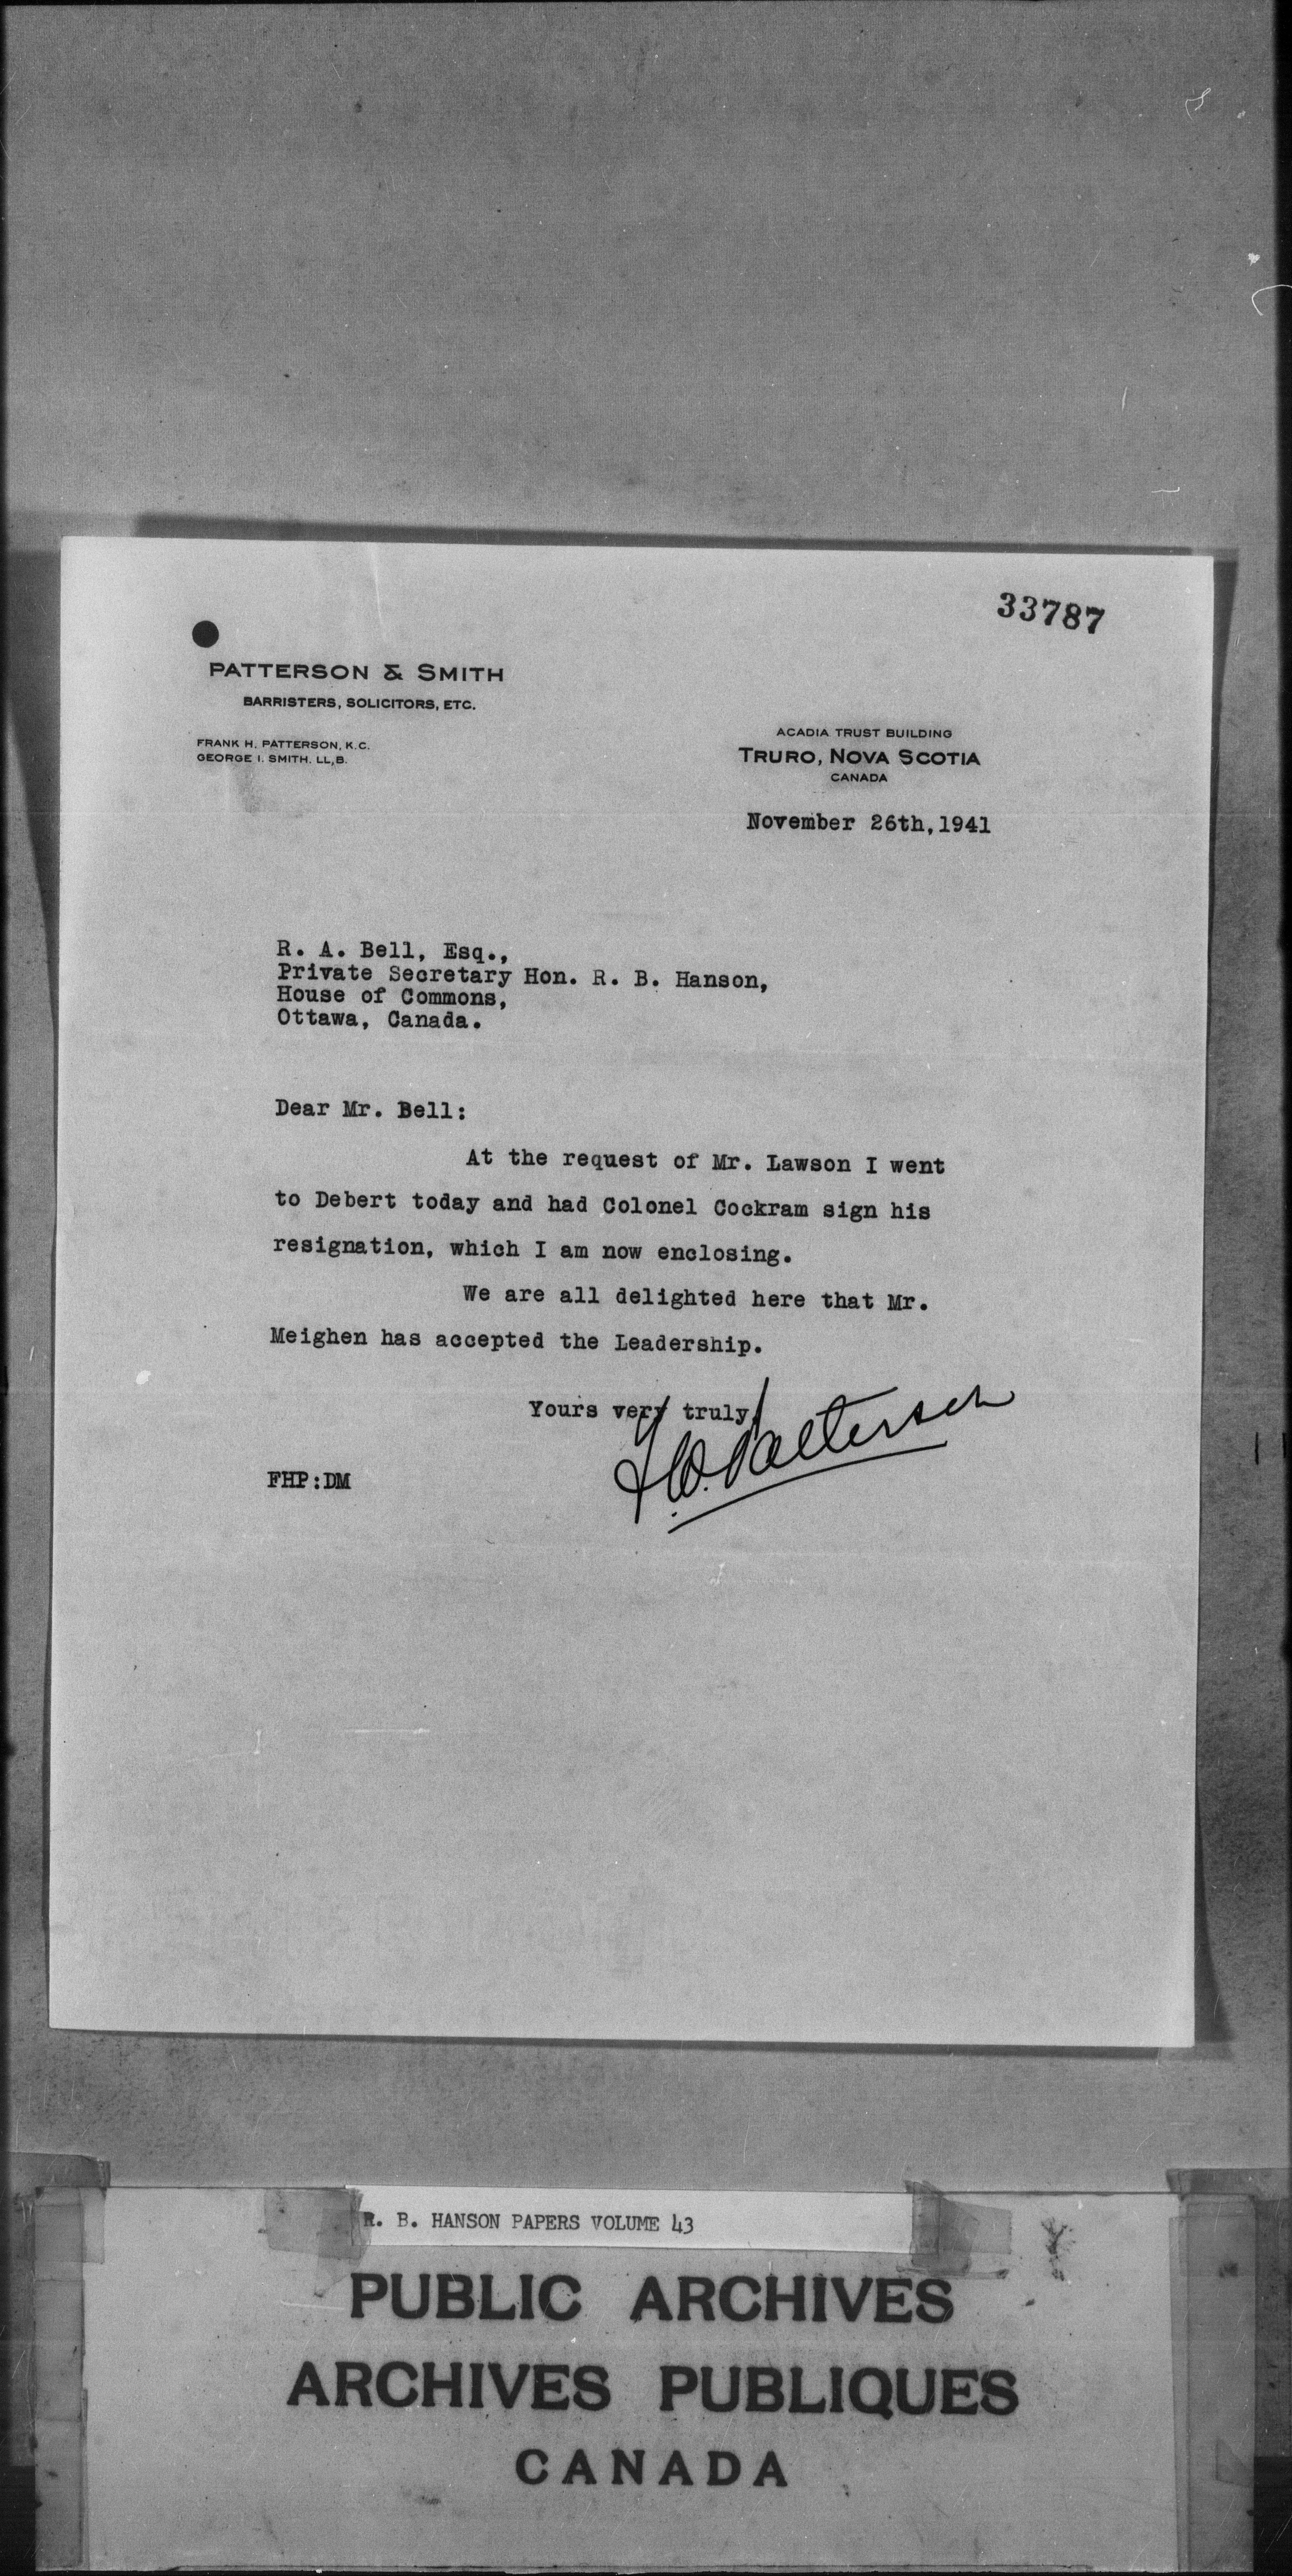 33787
PATTERSON & SMITH
BARRISTERS, SOLICITORS, ETC.
FRANK H. PATTERSON, K.C.
GEORGE I. SMITH. LL,B.
ACADIA TRUST BUILDING
TRURO, NOVA SCOTIA
CANADA
November 26th,1941
R. A. Bell, Esq.,
Private Secretary Hon. R. B. Hanson,
House of Commons,
Ottawa, Canada.
Dear Mr. Bell:
At the request of Mr. Lawson I went
to Debert today and had Colonel Cockram sign his
resignation, which I am now enclosing.
We are all delighted here that Mr.
Meighen has accepted the Leadership.
Yours very truly,
F.H. Patterson
FHP:DM
R. B. HANSON PAPERS VOLUME 43
PUBLIC ARCHIVES
ARCHIVES PUBLIQUES
CANADA